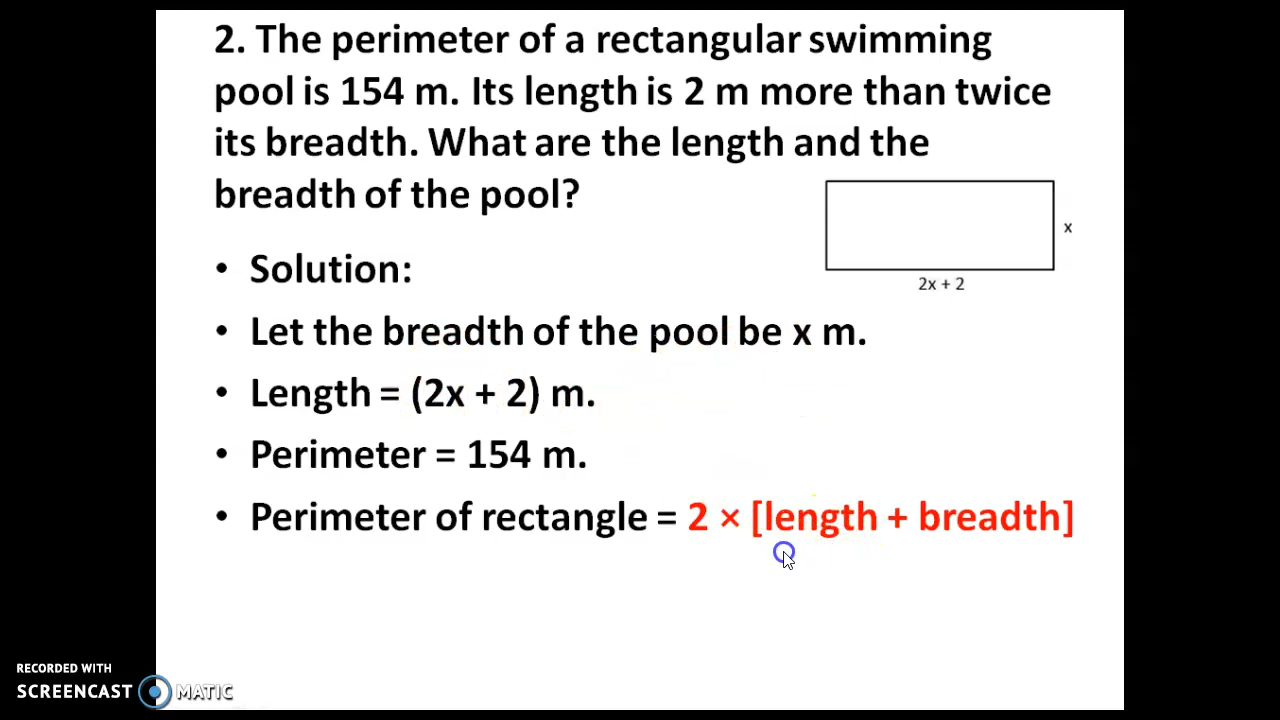 2. The perimeter of a rectangular swimming
pool is 154 m. Its length is 2 m more than twice
its breadth. What are the length and the
breadth of the pool?
x
2x + 2
• Solution:
• Let the breadth of the pool be x m.
• Length = (2x + 2) m.
• Perimeter = 154 m.
• Perimeter of rectangle = 2 × [length + breadth]
RECORDED WITH
SCREENCAST MATIC